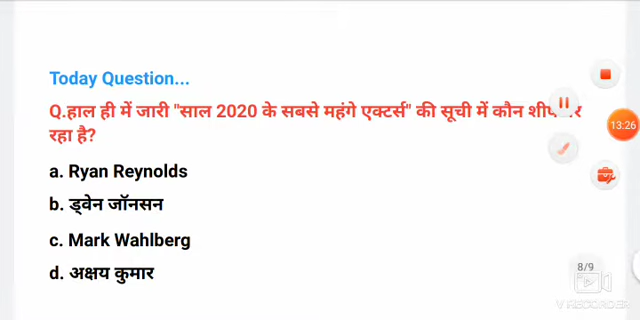 Today Question...
Q.हाल ही में जारी "साल 2020 के सबसे महंगे एक्टर्स" की सूची में कौन
रहा है?
a. Ryan Reynolds
b. ड्वेन जॉनसन
c. Mark Wahlberg
d. अक्षय कुमार
13:26
8/9
V RECORDER